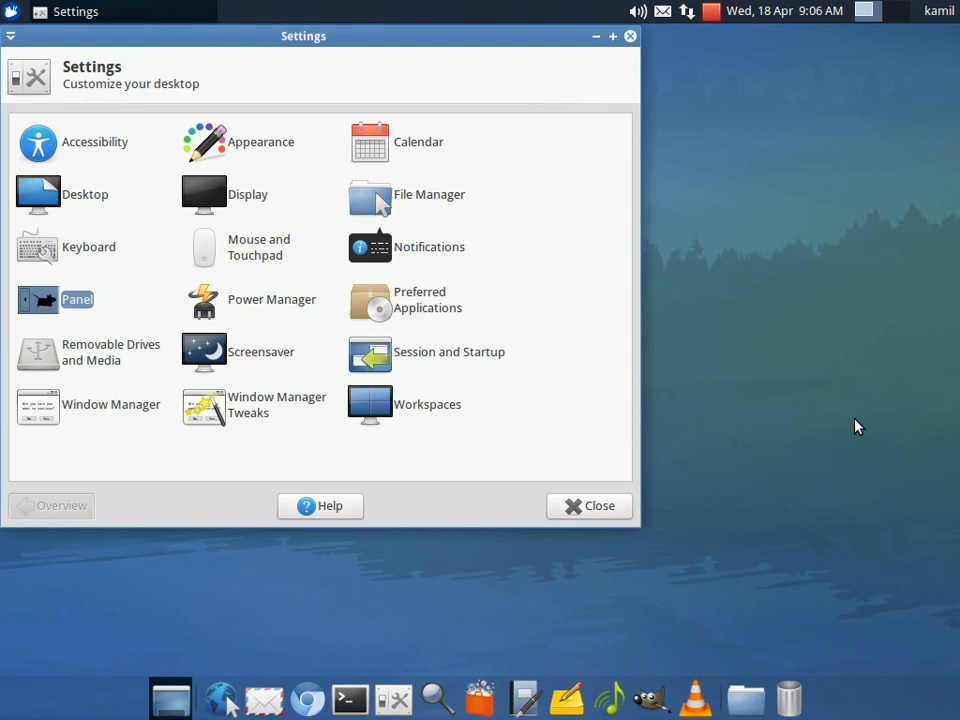 Settings
Wed, 18 Apr 9:06 AM
kamil
Settings
Settings
Customize your desktop
Accessibility
Appearance
Calendar
Desktop
Display
File Manager
Keyboard
Mouse and
Touchpad
Notifications
Panel
Power Manager
Preferred
Applications
Removable Drives
and Media
Screensaver
Session and Startup
Window Manager
Window Manager
Tweaks
Workspaces
Overview
Help
Close